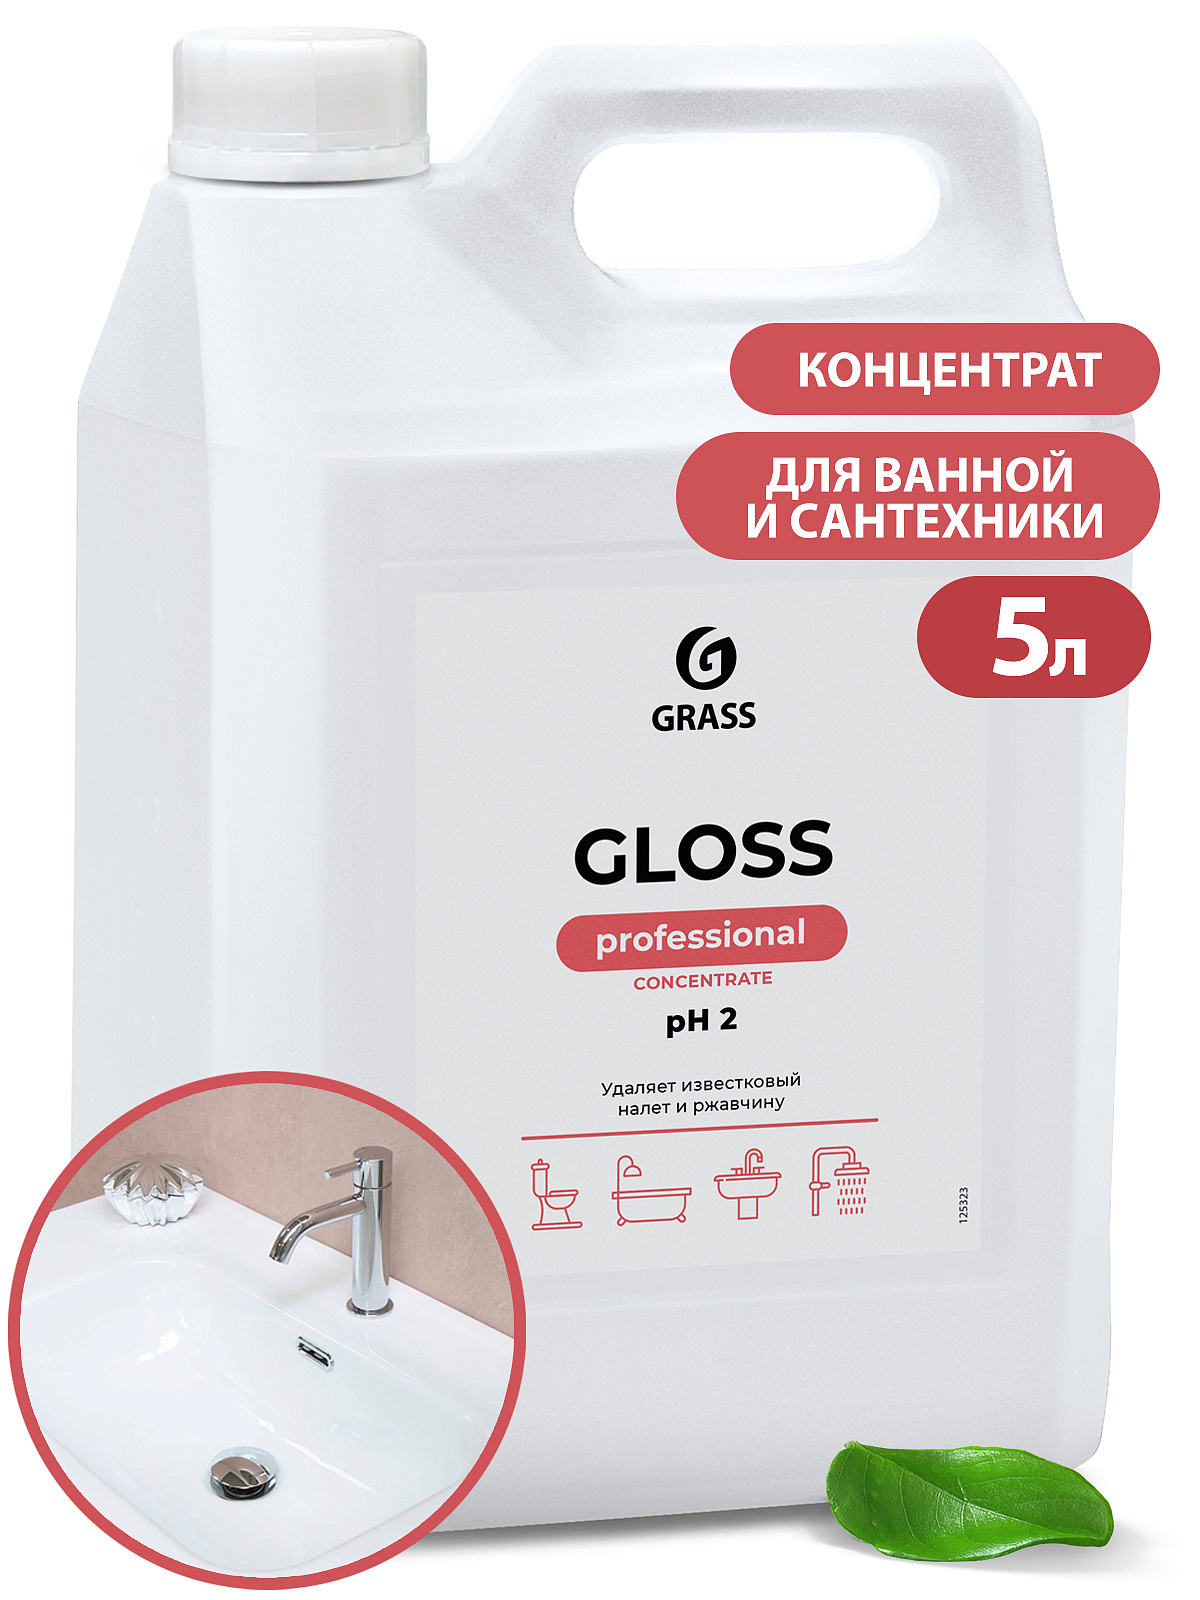 КОНЦЕНТРАТ
ДЛЯ ВАННОЙ
И САНТЕХНИКИ
5л
GRASS
GLOSS
professional
CONCENTRATE
pH 2
Удаляет известковый
налет и ржавчину
125323